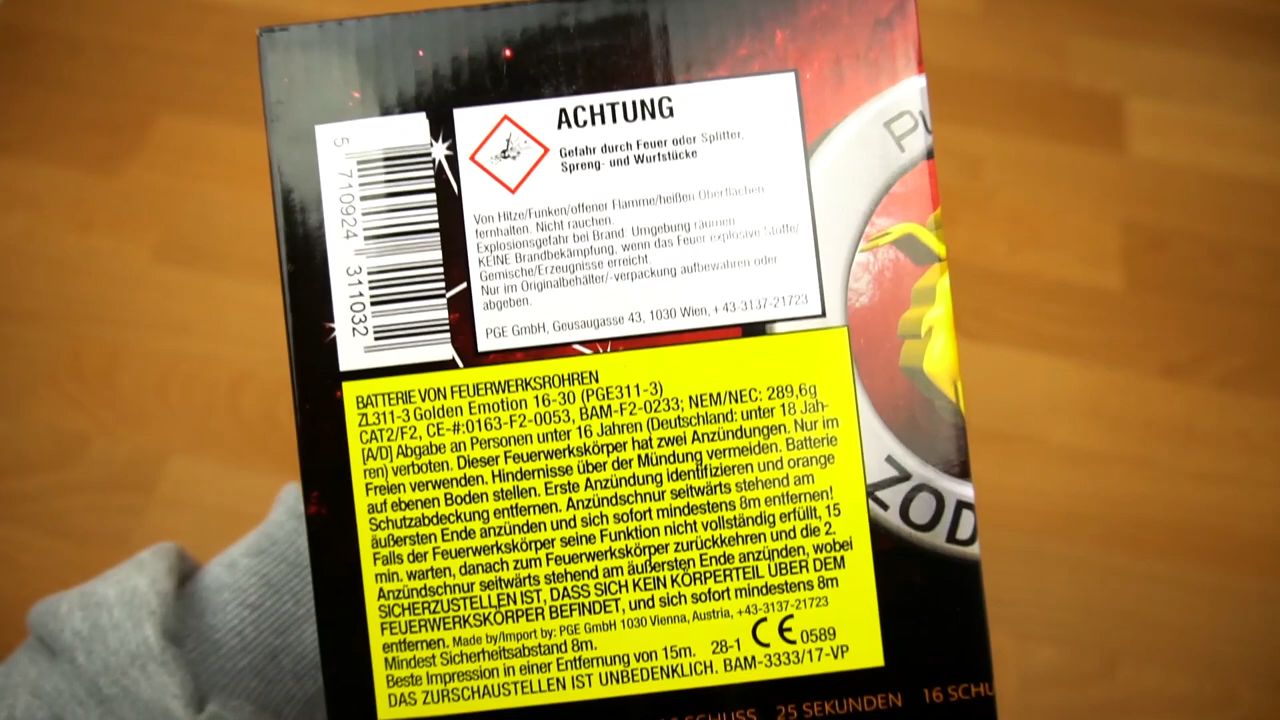 5 710924 311032
ACHTUNG
Gefahr durch Feuer oder Splitter,
Spreng- und Wurfstücke
Von Hitze/Funken/offener Flamme/heißen Oberflächen
fernhalten. Nicht rauchen.
Explosionsgefahr bei Brand: Umgebung räumen
KEINE Brandbekämpfung, wenn das Feuer explosive Stoffe/
Gemische/Erzeugnisse erreicht.
Nur im Originalbehälter/-verpackung aufbewahren oder
abgeben.
PGE GmbH, Geusaugasse 43, 1030 Wien, +43-3137-21723
BATTERIE VON FEUERWERKSROHREN
ZL311-3 Golden Emotion 16-30 (PGE311-3)
CAT2/F2, CE-#:0163-F2-0053, BAM-F2-0233; NEM/NEC: 289,6g
[A/D] Abgabe an Personen unter 16 Jahren (Deutschland: unter 18 Jah-
ren) verboten. Dieser Feuerwerkskörper hat zwei Anzündungen. Nur im
Freien verwenden. Hindernisse über der Mündung vermeiden. Batterie
auf ebenen Boden stellen. Erste Anzündung identifizieren und orange
Schutzabdeckung entfernen. Anzündschnur seitwärts stehend am
äußersten Ende anzünden und sich sofort mindestens 8m entfernen!
Falls der Feuerwerkskörper seine Funktion nicht vollständig erfüllt, 15
min. warten, danach zum Feuerwerkskörper zurückkehren und die 2.
Anzündschnur seitwärts stehend am äußersten Ende anzünden, wobei
SICHERZUSTELLEN IST, DASS SICH KEIN KÖRPERTEIL ÜBER DEM
FEUERWERKSKÖRPER BEFINDET, und sich sofort mindestens 8m
entfernen. Made by/Import by: PGE GmbH 1030 Vienna, Austria, +43-3137-21723
Mindest Sicherheitsabstand 8m.
Beste Impression in einer Entfernung von 15m. 28-1 CE 0589
DAS ZURSCHAUSTELLEN IST UNBEDENKLICH. BAM-3333/17-VP
SCHUSS 25 SEKUNDEN 16 SCHU
Pu
ZOD